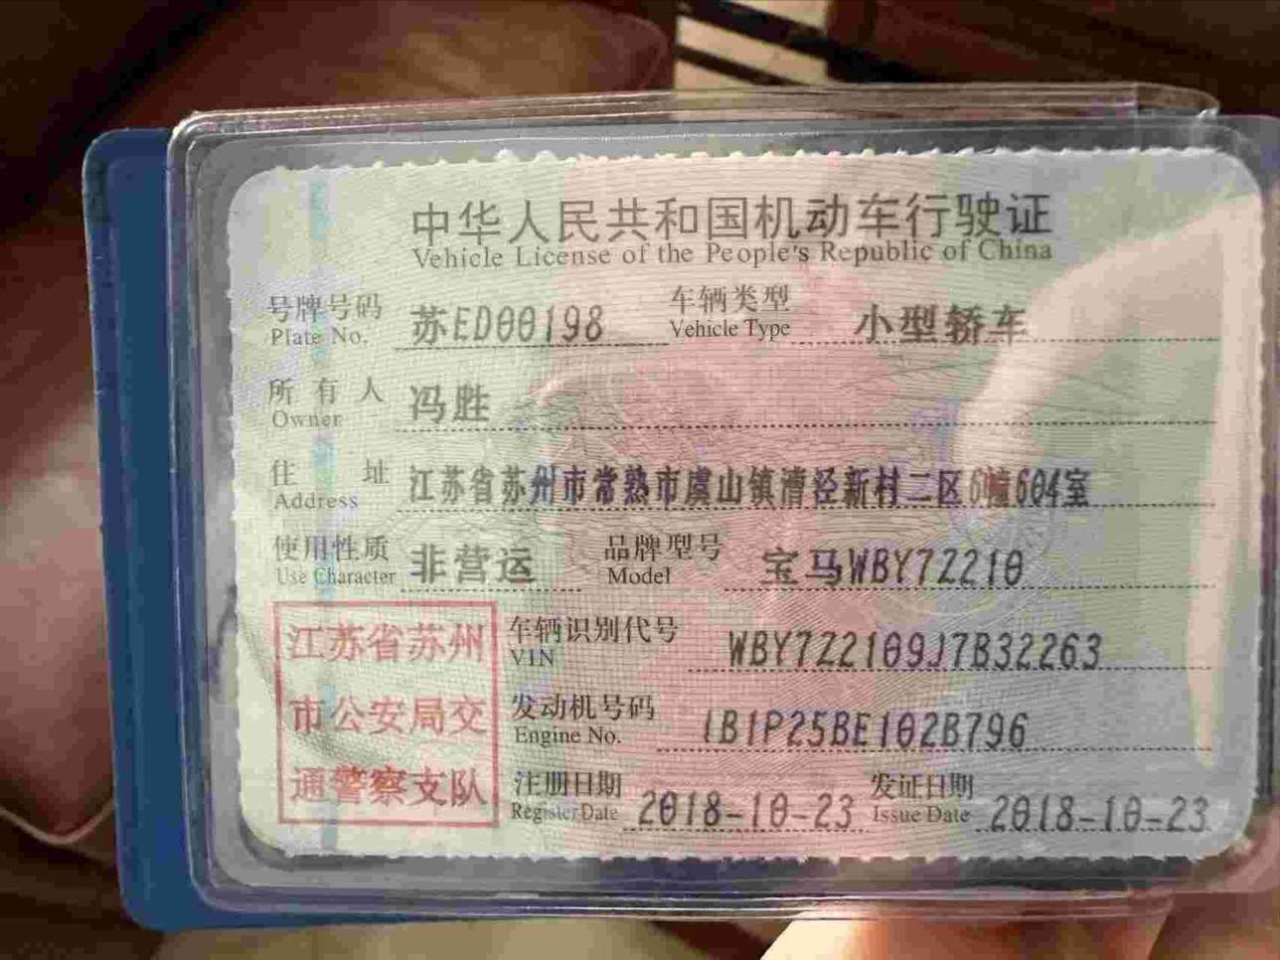 中华人民共和国机动车行驶证
Vehicle License of the People's Republic of China
号牌号码 苏ED00198 车辆类型 小型轿车
Plate No. Vehicle Type
所有人 冯胜
Owner
住址 江苏省苏州市常熟市虞山镇漕泾新村二区6幢604室
Address
使用性质 非营运 品牌型号 宝马WBY7Z210
Use Character Model
江苏省苏州
市公安局交
通警察支队
车辆识别代号 WBY7Z2109J7B32263
VIN
发动机号码 1B1P25BE102B796
Engine No.
注册日期 2018-10-23 发证日期 2018-10-23
Register Date Issue Date